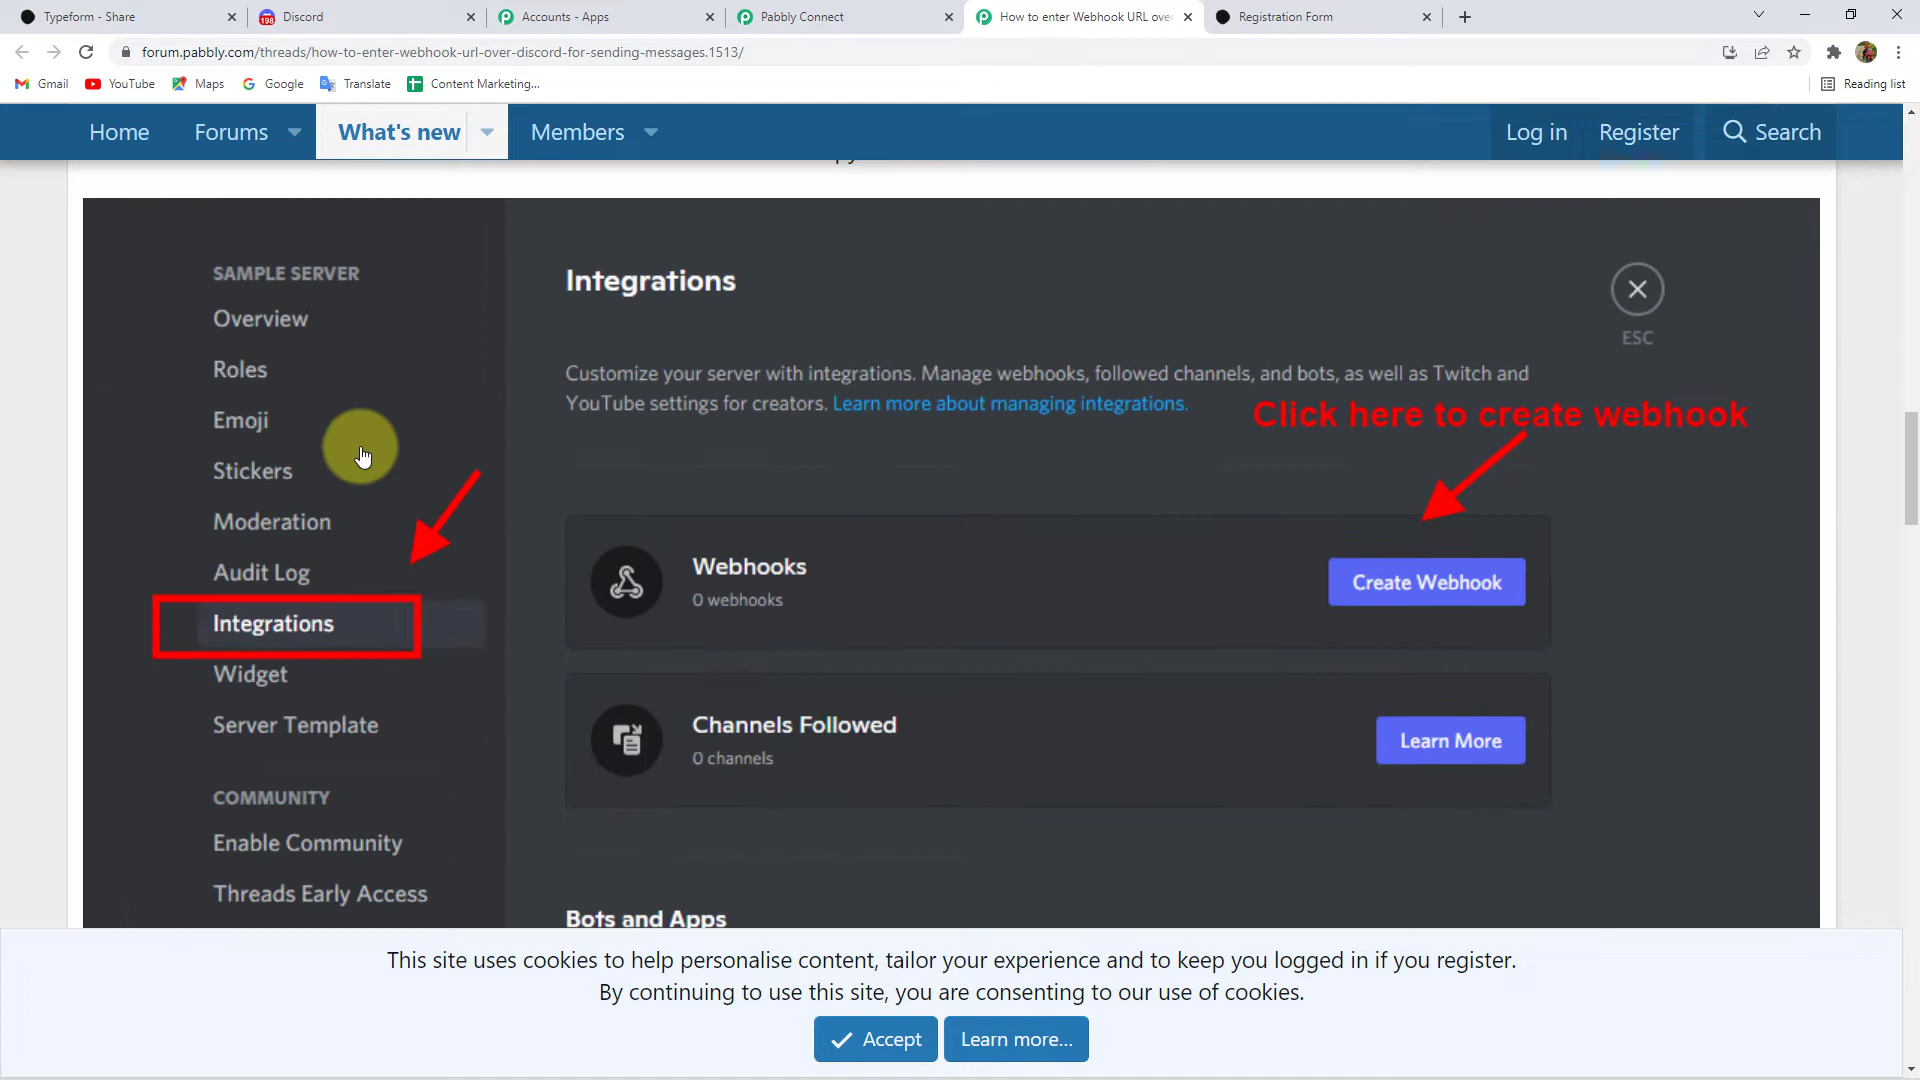 Typeform - Share
Discord
Accounts - Apps
Pabbly Connect
How to enter Webhook URL over
Registration Form
forum.pabbly.com/threads/how-to-enter-webhook-url-over-discord-for-sending-messages.1513/
Gmail
YouTube
Maps
Google
Translate
Content Marketing...
Reading list
Home
Forums
What's new
Members
Log in
Register
Search
SAMPLE SERVER
Overview
Roles
Emoji
Stickers
Moderation
Audit Log
Integrations
Widget
Server Template
COMMUNITY
Enable Community
Threads Early Access
Integrations
ESC
Customize your server with integrations. Manage webhooks, followed channels, and bots, as well as Twitch and
YouTube settings for creators. Learn more about managing integrations.
Click here to create webhook
Webhooks
0 webhooks
Create Webhook
Channels Followed
0 channels
Learn More
Bots and Apps
This site uses cookies to help personalise content, tailor your experience and to keep you logged in if you register.
By continuing to use this site, you are consenting to our use of cookies.
Accept
Learn more...